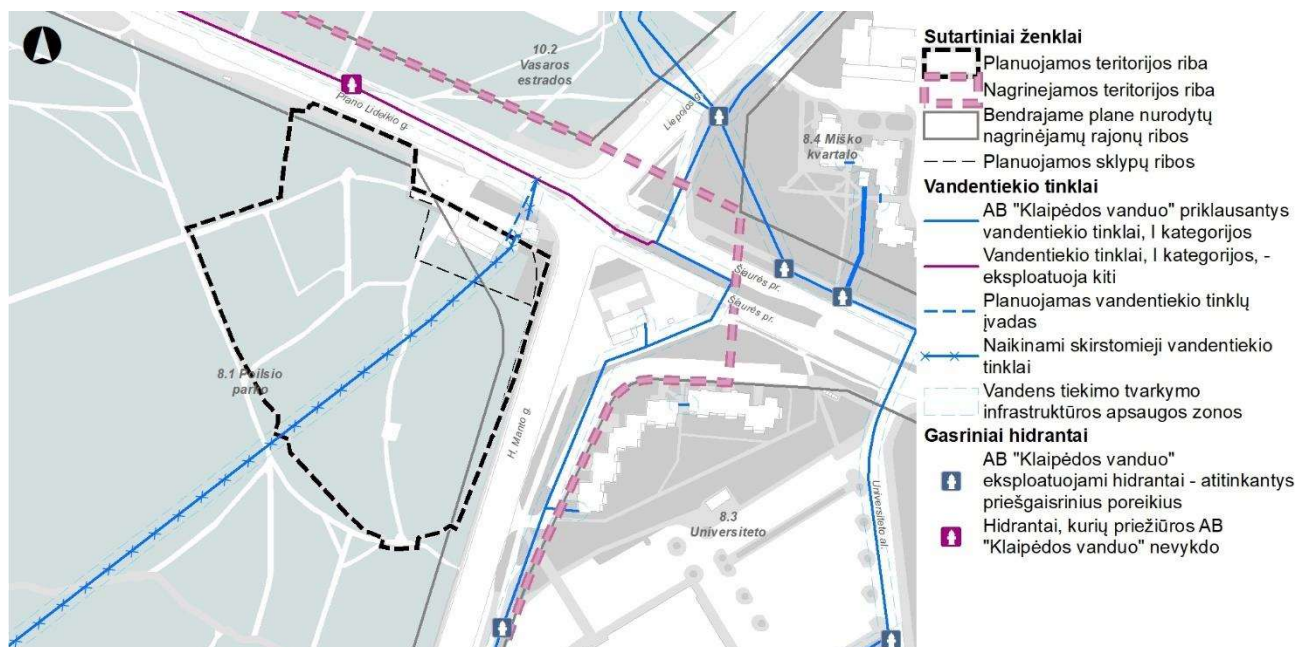 10.2
Vasaros
estrados
Prano Lideikio g.
Liepojos g.
8.4 Miško
kvartalo
Šiaurės pr.
Šiaurės pr.
8.1 Poilsio
parko
H. Manto g.
8.3
Universiteto
Universiteto al.
Sutartiniai ženklai
Planuojamos teritorijos riba
Nagrinejamos teritorijos riba
Bendrajame plane nurodytų
nagrinėjamų rajonų ribos
Planuojamos sklypų ribos
Vandentiekio tinklai
AB "Klaipėdos vanduo" priklausantys
vandentiekio tinklai, I kategorijos
Vandentiekio tinklai, I kategorijos, -
eksploatuoja kiti
Planuojamas vandentiekio tinklų
įvadas
Naikinami skirstomieji vandentiekio
tinklai
Vandens tiekimo tvarkymo
infrastruktūros apsaugos zonos
Gasriniai hidrantai
AB "Klaipėdos vanduo"
eksploatuojami hidrantai - atitinkantys
priešgaisrinius poreikius
Hidrantai, kurių priežiūros AB
"Klaipėdos vanduo" nevykdo